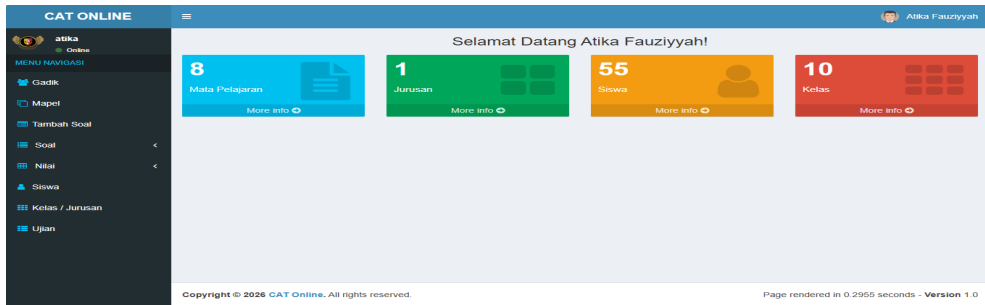 CAT ONLINE
Atika Fauziyyah
atika
Online
MENU NAVIGASI
Gadik
Mapel
Tambah Soal
Soal
Nilai
Siswa
Kelas / Jurusan
Ujian
Selamat Datang Atika Fauziyyah!
8
Mata Pelajaran
More info
1
Jurusan
More info
55
Siswa
More info
10
Kelas
More info
Copyright © 2026 CAT Online. All rights reserved.
Page rendered in 0.2955 seconds - Version 1.0